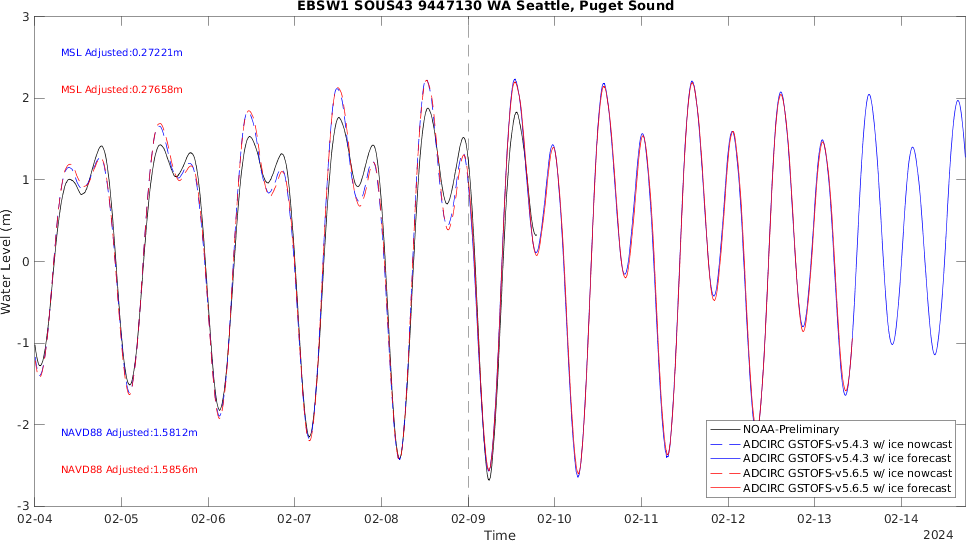 EBSW1 SOUS43 9447130 WA Seattle, Puget Sound
3
2
1
0
-1
-2
-3
Water Level (m)
MSL Adjusted:0.27221m
MSL Adjusted:0.27658m
NAVD88 Adjusted:1.5812m
NAVD88 Adjusted:1.5856m
NOAA-Preliminary
ADCIRC GSTOFS-v5.4.3 w/ ice nowcast
ADCIRC GSTOFS-v5.4.3 w/ ice forecast
ADCIRC GSTOFS-v5.6.5 w/ ice nowcast
ADCIRC GSTOFS-v5.6.5 w/ ice forecast
02-04 02-05 02-06 02-07 02-08 02-09 02-10 02-11 02-12 02-13 02-14
Time
2024